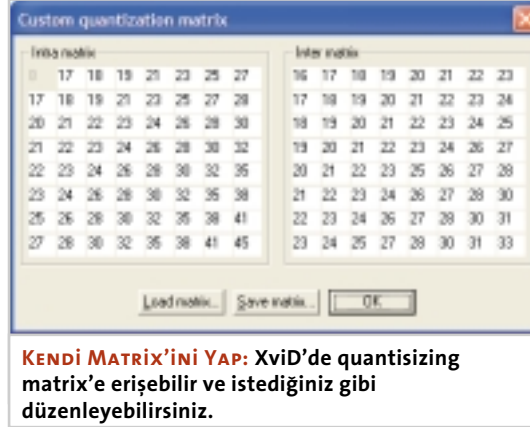 Custom quantization matrix
Intra matrix
17 18 19 21 23 25 27
17 18 19 21 23 25 27 28
20 21 22 23 24 26 28 30
21 22 23 24 26 28 30 32
22 23 24 26 28 30 32 35
23 24 26 28 30 32 35 38
25 26 28 30 32 35 38 41
27 28 30 32 35 38 41 45
Inter matrix
16 17 18 19 20 21 22 23
17 18 19 20 21 22 23 24
18 19 20 21 22 23 24 25
19 20 21 22 23 24 26 27
20 21 22 23 25 26 27 28
21 22 23 24 26 27 28 30
22 23 24 26 27 28 30 31
23 24 25 27 28 30 31 33
Load matrix... Save matrix... OK
KENDİ MATRİX'İNİ YAP: XviD'de quantisizing
matrix'e erişebilir ve istediğiniz gibi
düzenleyebilirsiniz.